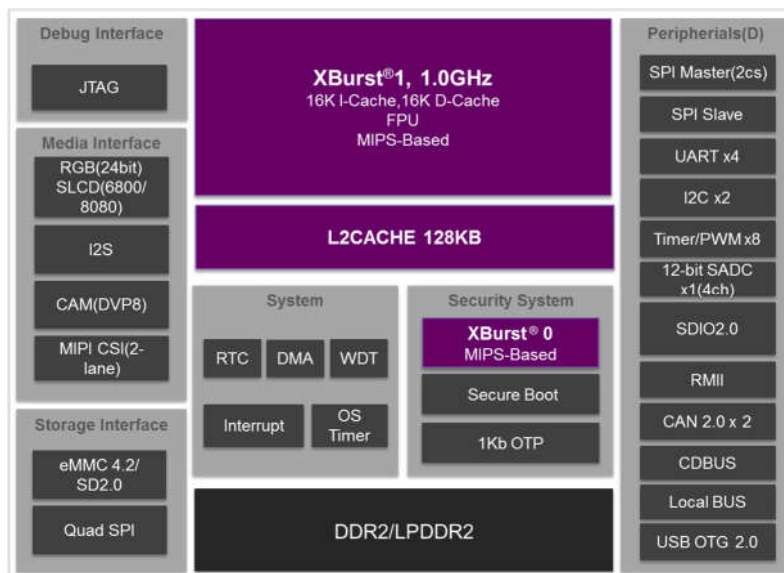 Debug Interface
JTAG
Media Interface
RGB(24bit)
SLCD(6800/
8080)
I2S
CAM(DVP8)
MIPI CSI(2-
lane)
Storage Interface
eMMC 4.2/
SD2.0
Quad SPI
XBurst®1, 1.0GHz
16K I-Cache,16K D-Cache
FPU
MIPS-Based
L2CACHE 128KB
System
RTC
DMA
WDT
Interrupt
OS
Timer
Security System
XBurst® 0
MIPS-Based
Secure Boot
1Kb OTP
DDR2/LPDDR2
Peripherials(D)
SPI Master(2cs)
SPI Slave
UART x4
I2C x2
Timer/PWM x8
12-bit SADC
x1(4ch)
SDIO2.0
RMII
CAN 2.0 x 2
CDBUS
Local BUS
USB OTG 2.0